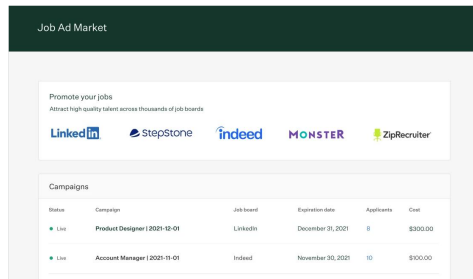 Job Ad Market
Promote your jobs
Attract high quality talent across thousands of job boards
Linked in StepStone indeed MONSTER ZipRecruiter
Campaigns
Status Campaign Job board Expiration date Applicants Cost
Live Product Designer | 2021-12-01 LinkedIn December 31, 2021 8 $300.00
Live Account Manager | 2021-11-01 Indeed November 30, 2021 10 $100.00